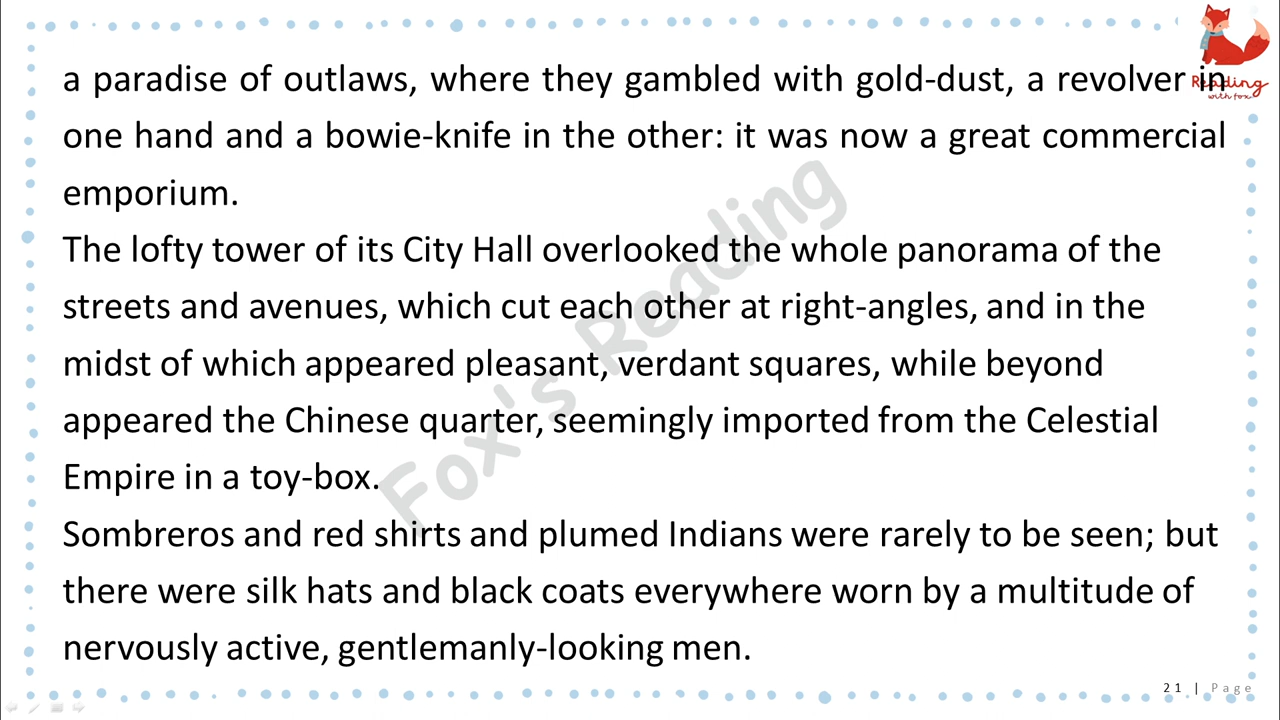 a paradise of outlaws, where they gambled with gold-dust, a revolver in
one hand and a bowie-knife in the other: it was now a great commercial
emporium.
The lofty tower of its City Hall overlooked the whole panorama of the
streets and avenues, which cut each other at right-angles, and in the
midst of which appeared pleasant, verdant squares, while beyond
appeared the Chinese quarter, seemingly imported from the Celestial
Empire in a toy-box.
Sombreros and red shirts and plumed Indians were rarely to be seen; but
there were silk hats and black coats everywhere worn by a multitude of
nervously active, gentlemanly-looking men.
21 | Page
Reading
with fox
Fox's Reading